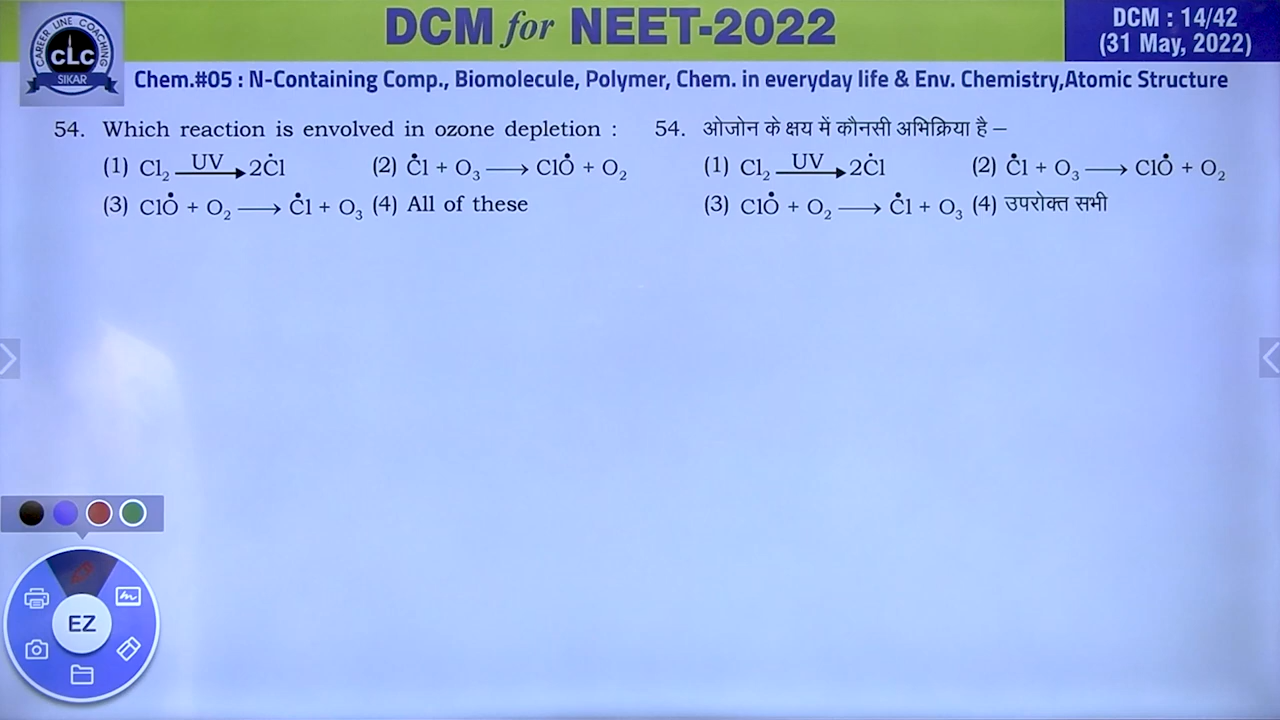 DCM for NEET-2022
DCM : 14/42
(31 May, 2022)
CAREER LINE COACHING
CLC
SIKAR
Chem.#05 : N-Containing Comp., Biomolecule, Polymer, Chem. in everyday life & Env. Chemistry,Atomic Structure
54. Which reaction is envolved in ozone depletion :
(1) Cl₂ —UV→ 2Ċl (2) Ċl + O₃ ⟶ ClȮ + O₂
(3) ClȮ + O₂ ⟶ Ċl + O₃ (4) All of these
54. ओजोन के क्षय में कौनसी अभिक्रिया है –
(1) Cl₂ —UV→ 2Ċl (2) Ċl + O₃ ⟶ ClȮ + O₂
(3) ClȮ + O₂ ⟶ Ċl + O₃ (4) उपरोक्त सभी
EZ